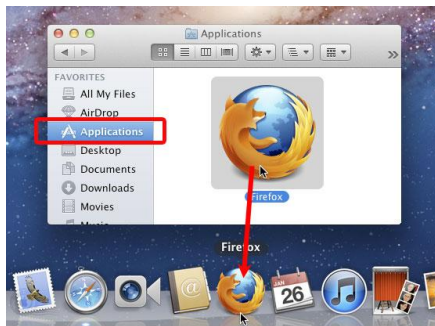 Applications
FAVORITES
All My Files
AirDrop
Applications
Desktop
Documents
Downloads
Movies
Firefox
Firefox
@
JAN
26